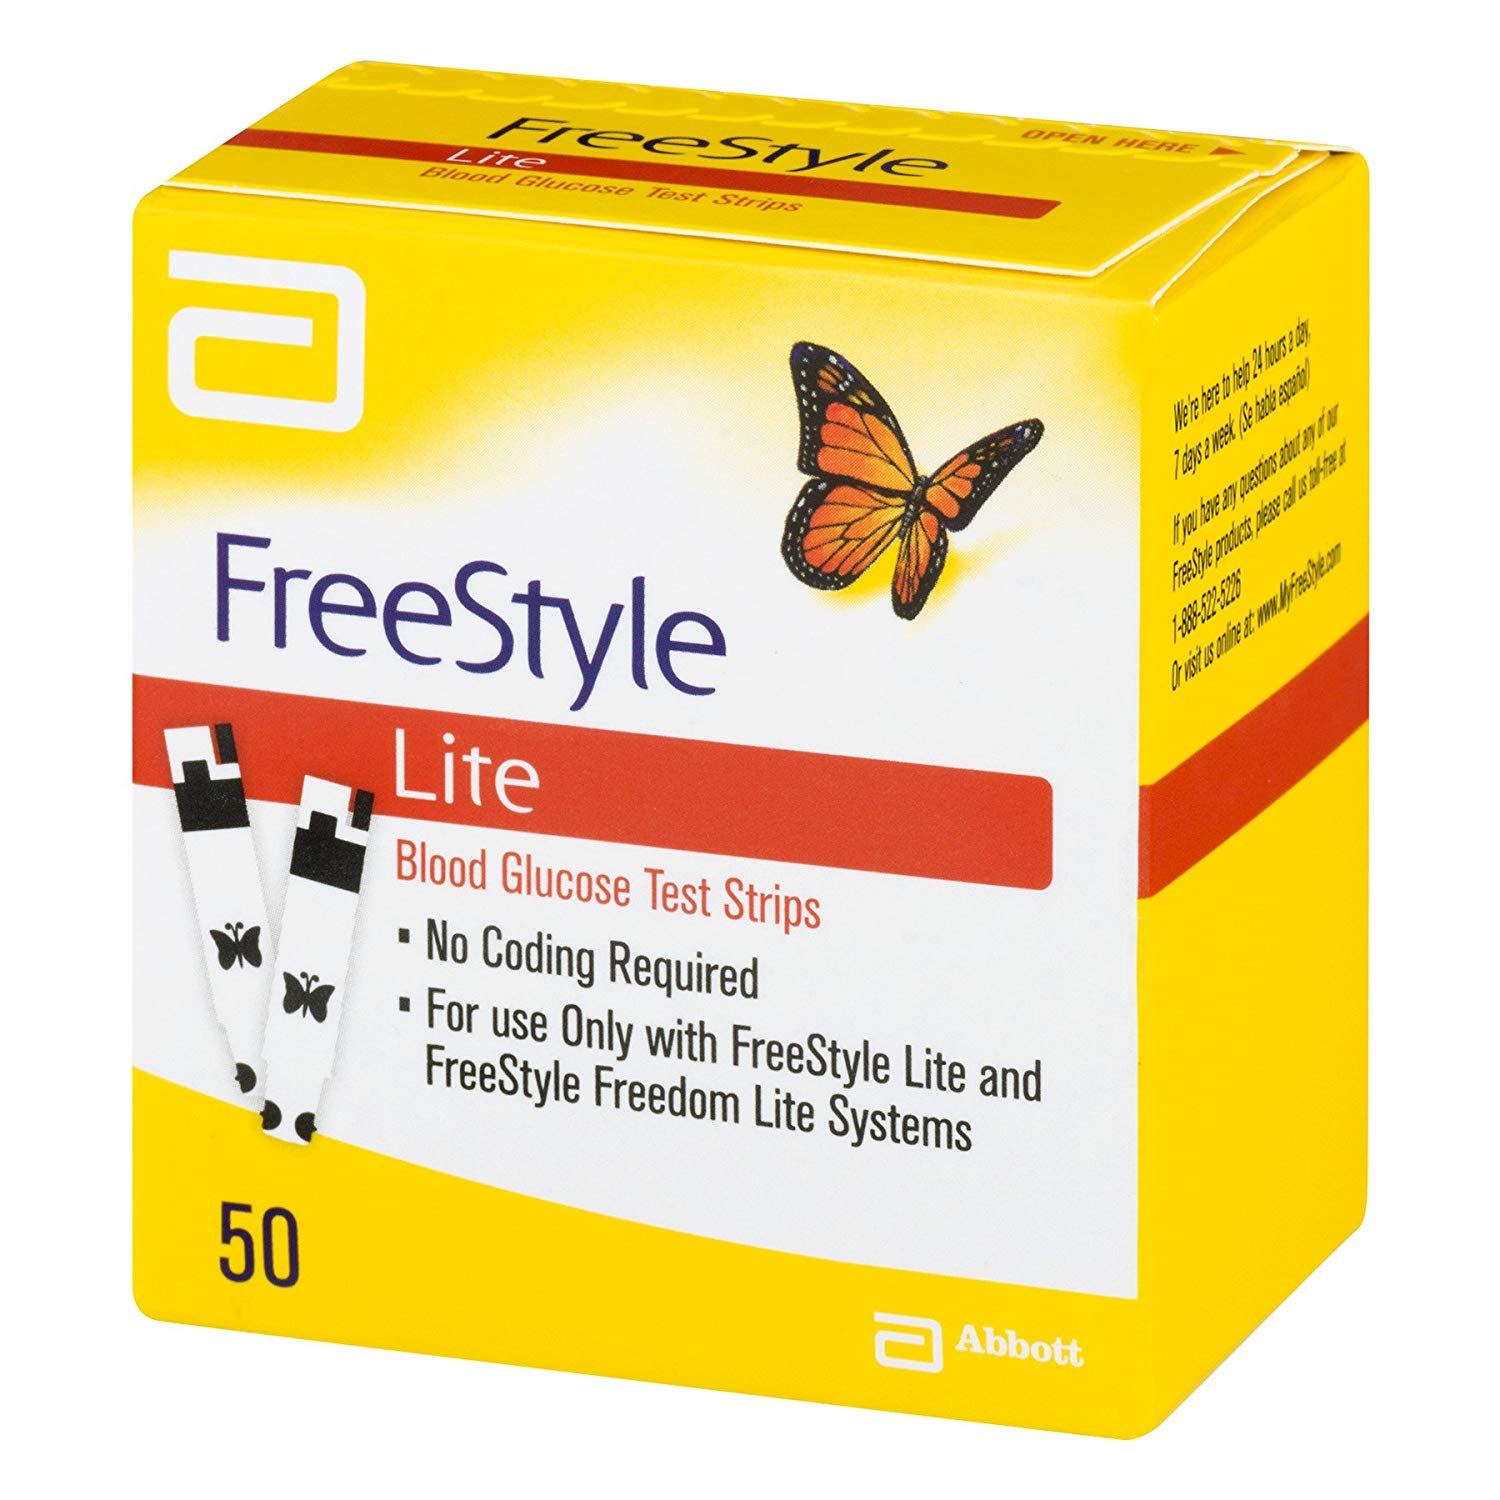 FreeStyle
OPEN HERE
Lite
Blood Glucose Test Strips
FreeStyle
Lite
Blood Glucose Test Strips
▪ No Coding Required
▪ For use Only with FreeStyle Lite and
FreeStyle Freedom Lite Systems
50
Abbott
We're here to help 24 hours a day,
7 days a week. (Se habla español)
If you have any questions about any of our
FreeStyle products, please call us toll-free at
1-888-522-5226
Or visit us online at: www.MyFreeStyle.com